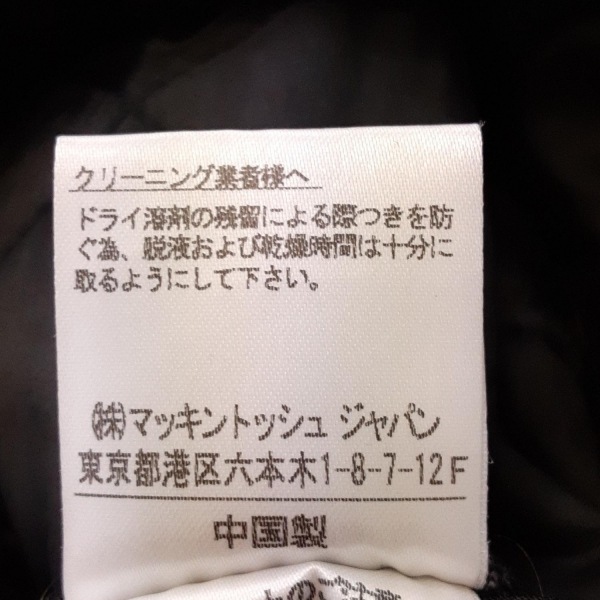 クリーニング業者様へ
ドライ溶剤の残留による際つきを防
ぐ為、脱液および乾燥時間は十分に
取るようにして下さい。
㈱マッキントッシュ ジャパン
東京都港区六本木1-8-7-12F
中国製